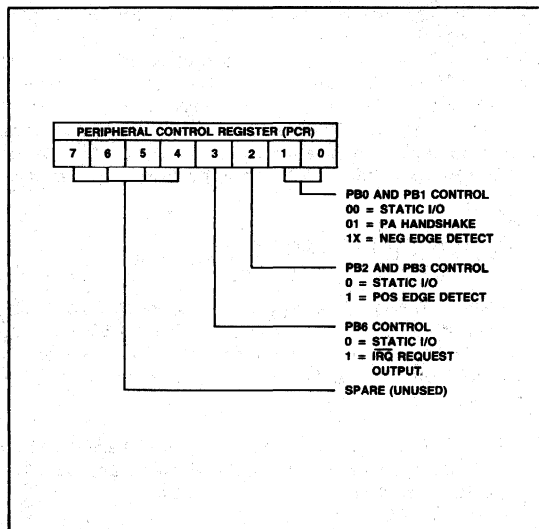 PERIPHERAL CONTROL REGISTER (PCR)
7 6 5 4 3 2 1 0
PB0 AND PB1 CONTROL
00 = STATIC I/O
01 = PA HANDSHAKE
1X = NEG EDGE DETECT
PB2 AND PB3 CONTROL
0 = STATIC I/O
1 = POS EDGE DETECT
PB6 CONTROL
0 = STATIC I/O
1 = I̅R̅Q̅ REQUEST
OUTPUT.
SPARE (UNUSED)